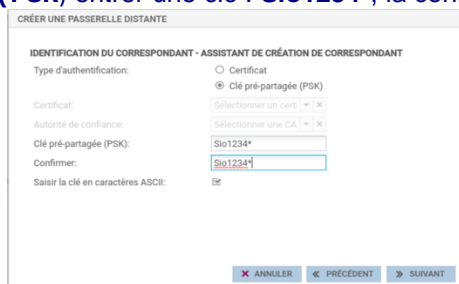 (PSK) entrer une clé : Sio1234*, la con
CRÉER UNE PASSERELLE DISTANTE
IDENTIFICATION DU CORRESPONDANT - ASSISTANT DE CRÉATION DE CORRESPONDANT
Type d'authentification:
Certificat
Clé pré-partagée (PSK)
Certificat: Sélectionner un cert
Autorité de confiance: Sélectionner une CA
Clé pré-partagée (PSK): Sio1234*
Confirmer: Sio1234*
Saisir la clé en caractères ASCII:
ANNULER PRÉCÉDENT SUIVANT